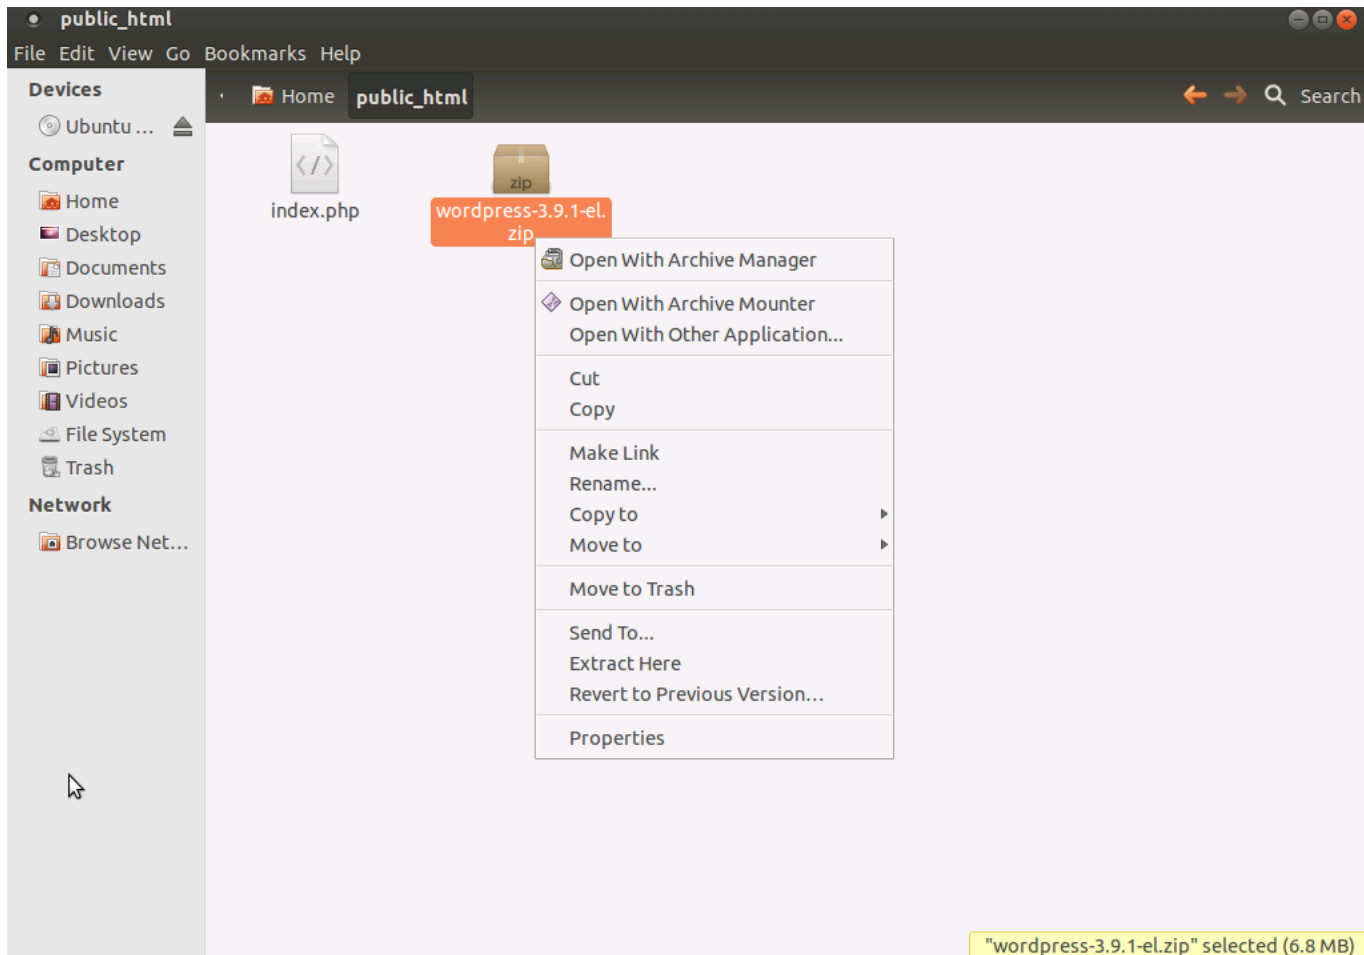 public_html
File Edit View Go Bookmarks Help
Devices
Ubuntu ...
Computer
Home
Desktop
Documents
Downloads
Music
Pictures
Videos
File System
Trash
Network
Browse Net...
Home public_html
Search
</>
index.php
zip
wordpress-3.9.1-el.
zip
Open With Archive Manager
Open With Archive Mounter
Open With Other Application...
Cut
Copy
Make Link
Rename...
Copy to
Move to
Move to Trash
Send To...
Extract Here
Revert to Previous Version...
Properties
"wordpress-3.9.1-el.zip" selected (6.8 MB)